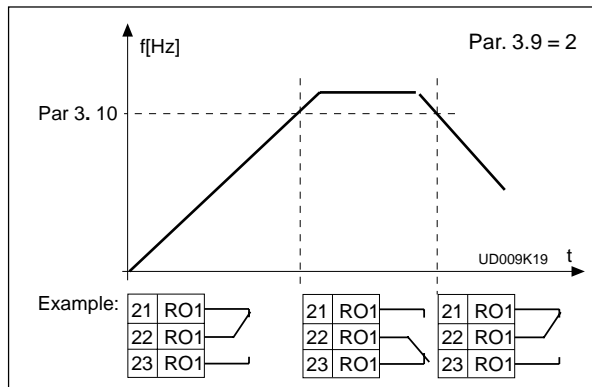 f[Hz]
Par. 3.9 = 2
Par 3. 10
UD009K19 t
Example:
21 RO1
22 RO1
23 RO1
21 RO1
22 RO1
23 RO1
21 RO1
22 RO1
23 RO1